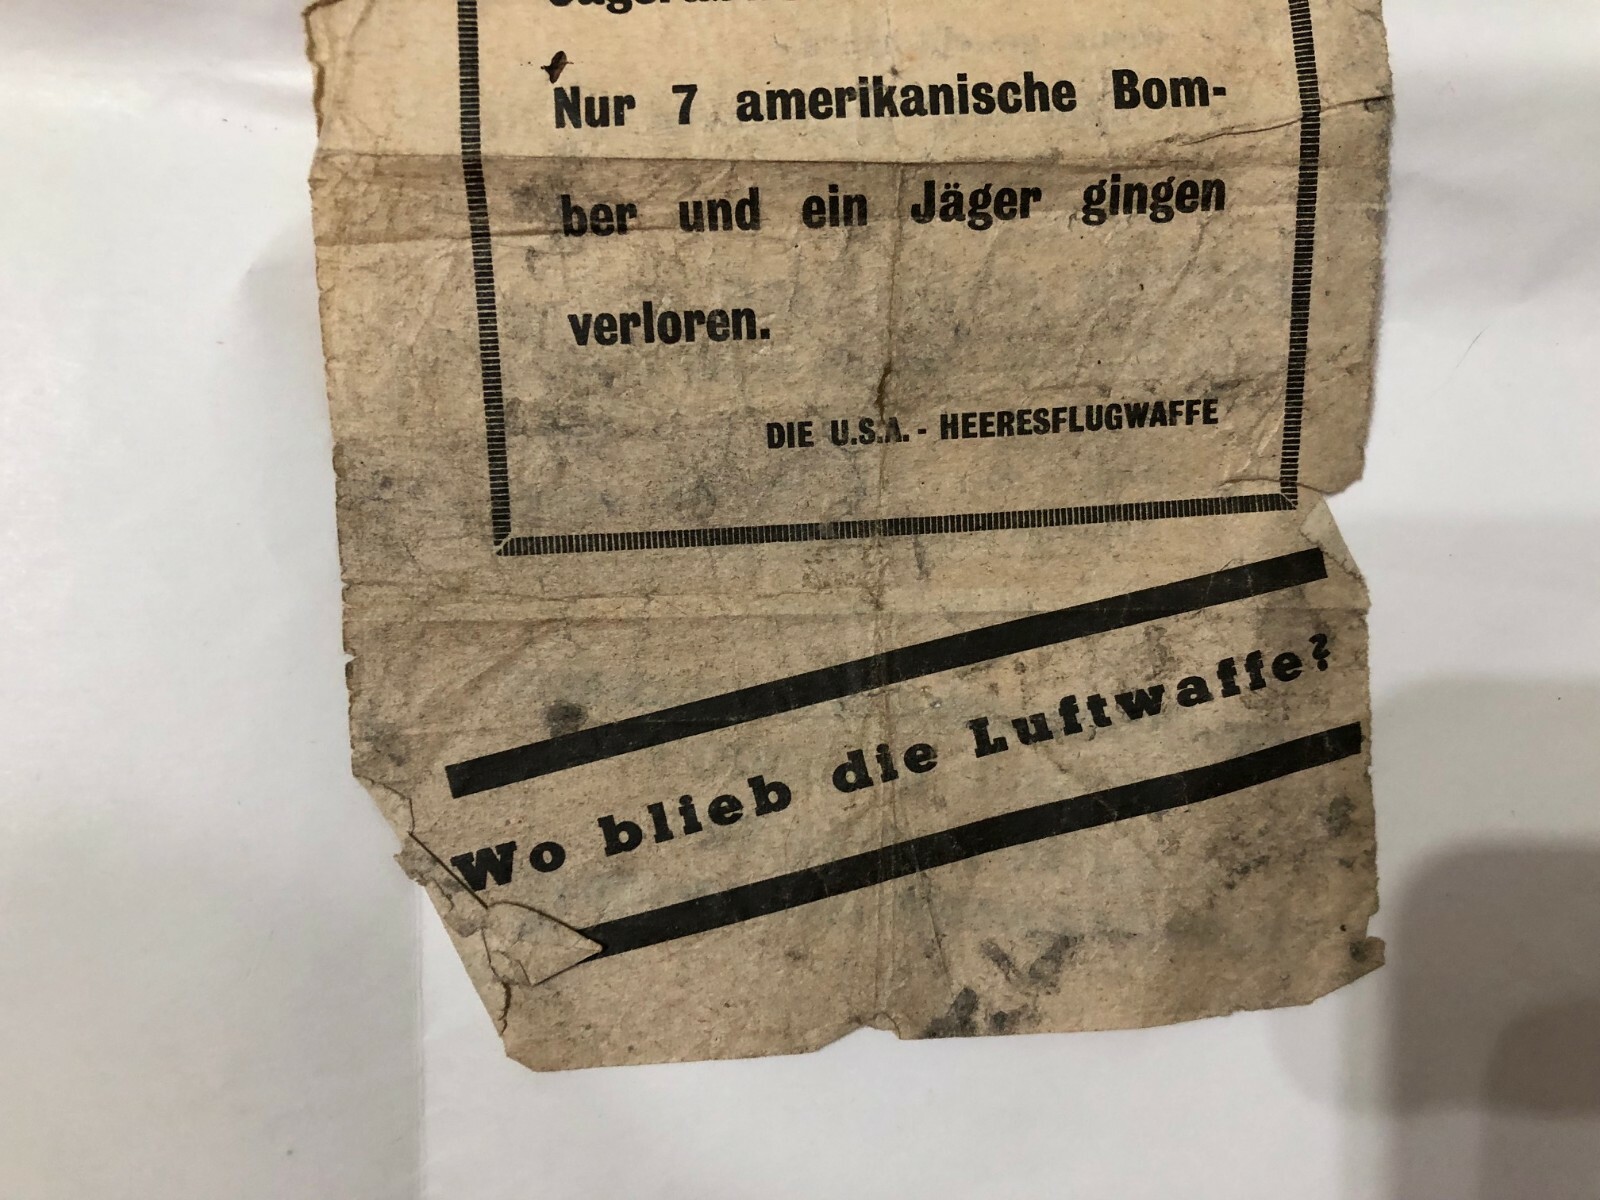 Nur 7 amerikanische Bom-
ber und ein Jäger gingen
verloren.
DIE U.S.A. - HEERESFLUGWAFFE
Wo blieb die Luftwaffe?